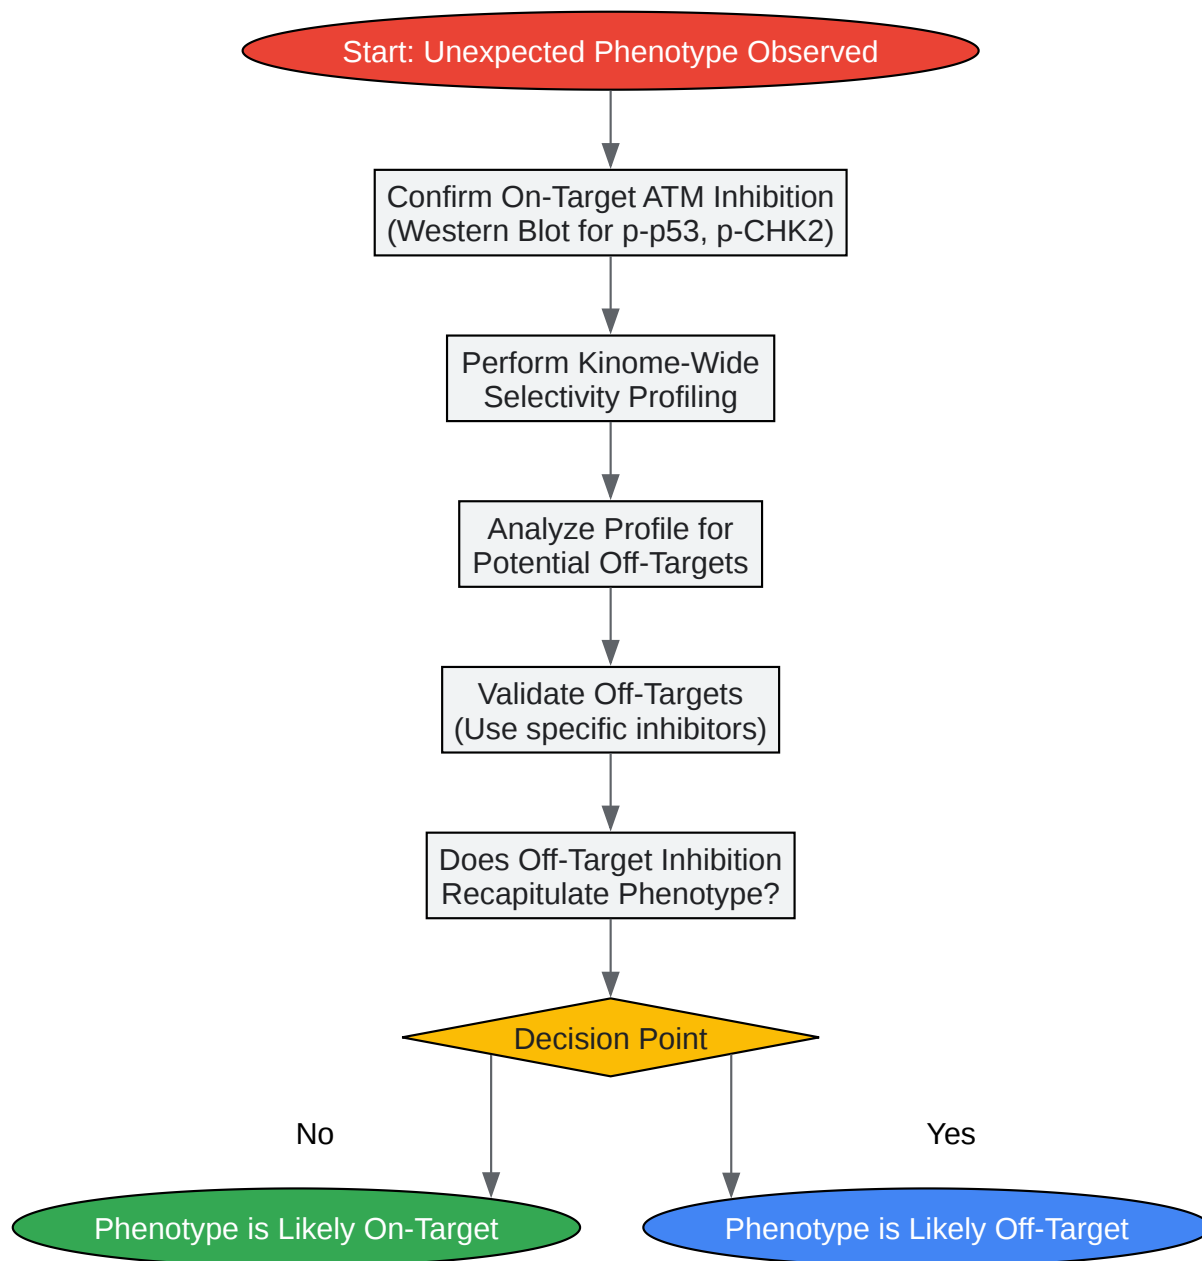 Start: Unexpected Phenotype Observed
Confirm On-Target ATM Inhibition
(Western Blot for p-p53, p-CHK2)
Perform Kinome-Wide
Selectivity Profiling
Analyze Profile for
Potential Off-Targets
Validate Off-Targets
(Use specific inhibitors)
Does Off-Target Inhibition
Recapitulate Phenotype?
Decision Point
No
Yes
Phenotype is Likely On-Target
Phenotype is Likely Off-Target